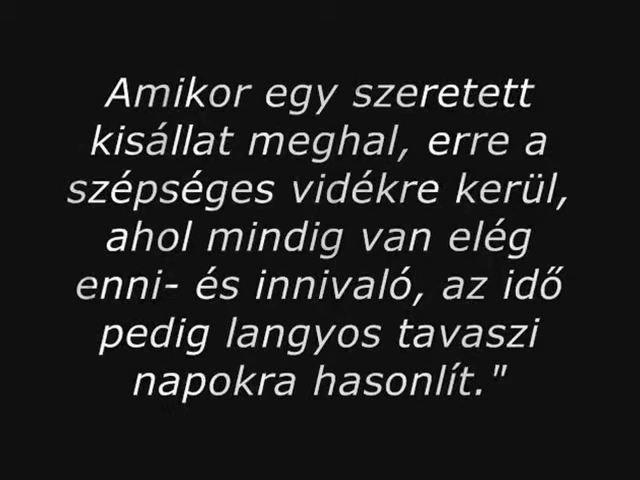 Amikor egy szeretett
kisállat meghal, erre a
szépséges vidékre kerül,
ahol mindig van elég
enni- és innivaló, az idő
pedig langyos tavaszi
napokra hasonlít."